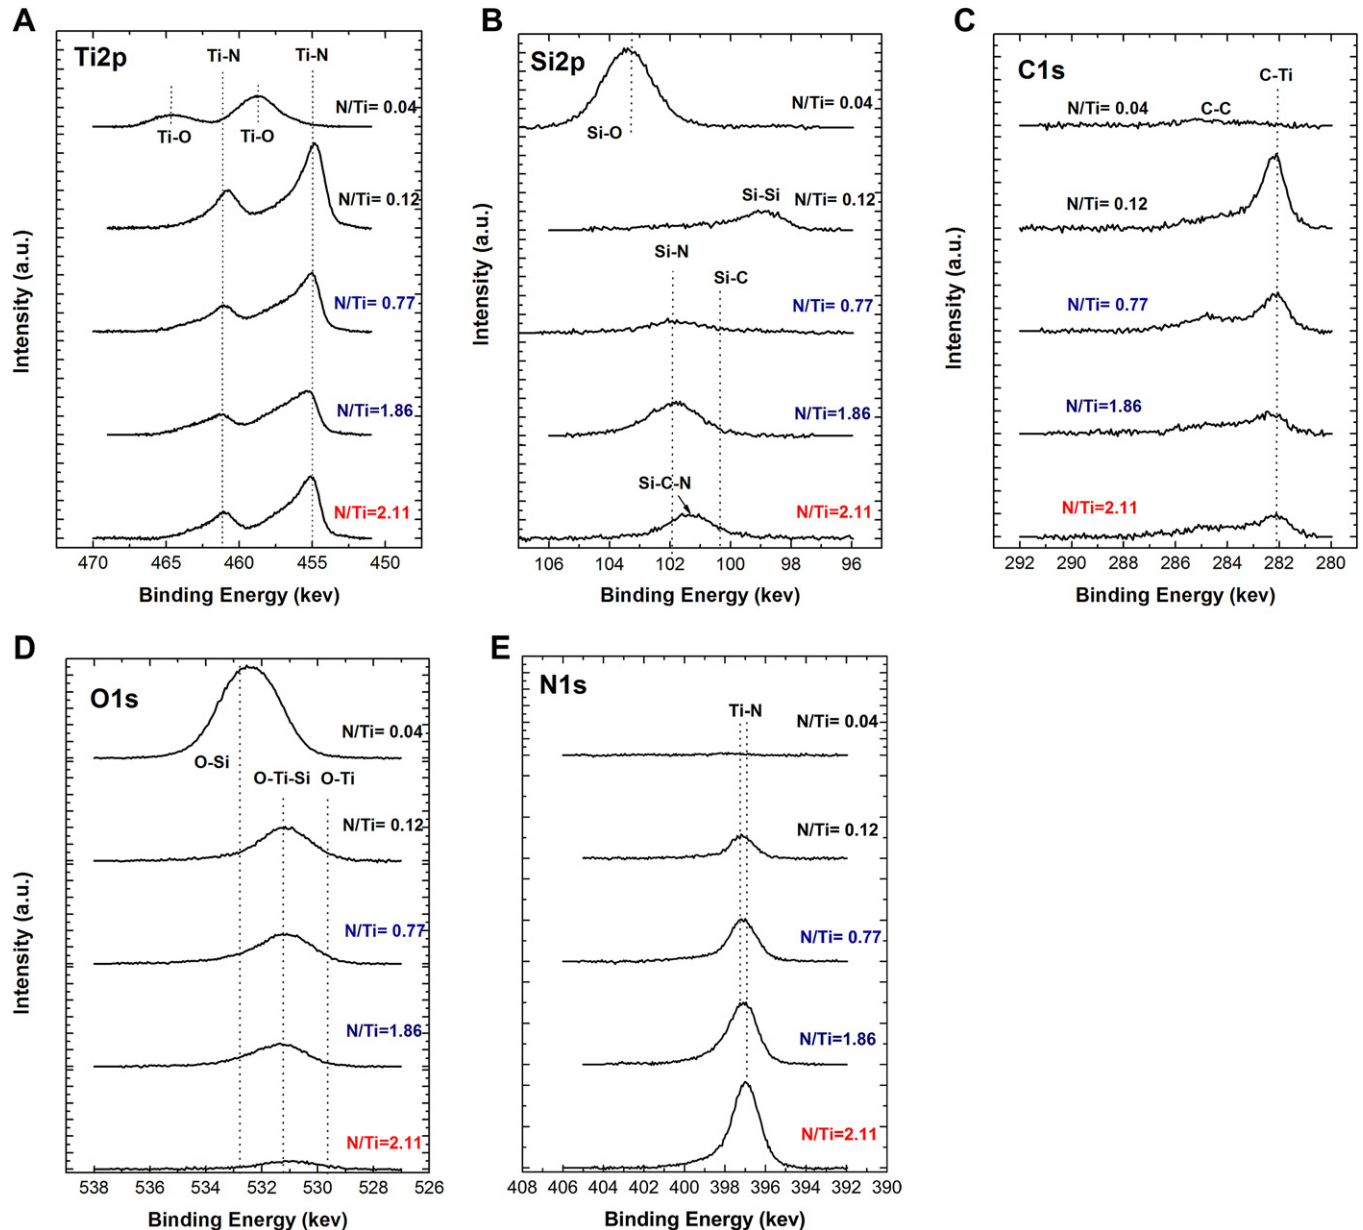 A
Ti2p
Ti-N
Ti-N
N/Ti= 0.04
Ti-O
Ti-O
N/Ti= 0.12
N/Ti= 0.77
N/Ti=1.86
N/Ti=2.11
Intensity (a.u.)
470 465 460 455 450
Binding Energy (kev)
B
Si2p
N/Ti= 0.04
Si-O
Si-Si
N/Ti= 0.12
Si-N
Si-C
N/Ti= 0.77
N/Ti=1.86
Si-C-N
N/Ti=2.11
Intensity (a.u.)
106 104 102 100 98 96
Binding Energy (kev)
C
C1s
C-Ti
N/Ti= 0.04
C-C
N/Ti= 0.12
N/Ti= 0.77
N/Ti=1.86
N/Ti=2.11
Intensity (a.u.)
292 290 288 286 284 282 280
Binding Energy (kev)
D
O1s
N/Ti= 0.04
O-Si
O-Ti-Si
O-Ti
N/Ti= 0.12
N/Ti= 0.77
N/Ti=1.86
N/Ti=2.11
Intensity (a.u.)
538 536 534 532 530 528 526
Binding Energy (kev)
E
N1s
Ti-N
N/Ti= 0.04
N/Ti= 0.12
N/Ti= 0.77
N/Ti=1.86
N/Ti=2.11
408 406 404 402 400 398 396 394 392 390
Binding Energy (kev)